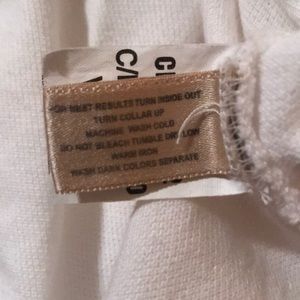 FOR BEST RESULTS TURN INSIDE OUT
TURN COLLAR UP
MACHINE WASH COLD
DO NOT BLEACH TUMBLE DRY LOW
WARM IRON
WASH DARK COLORS SEPARATE